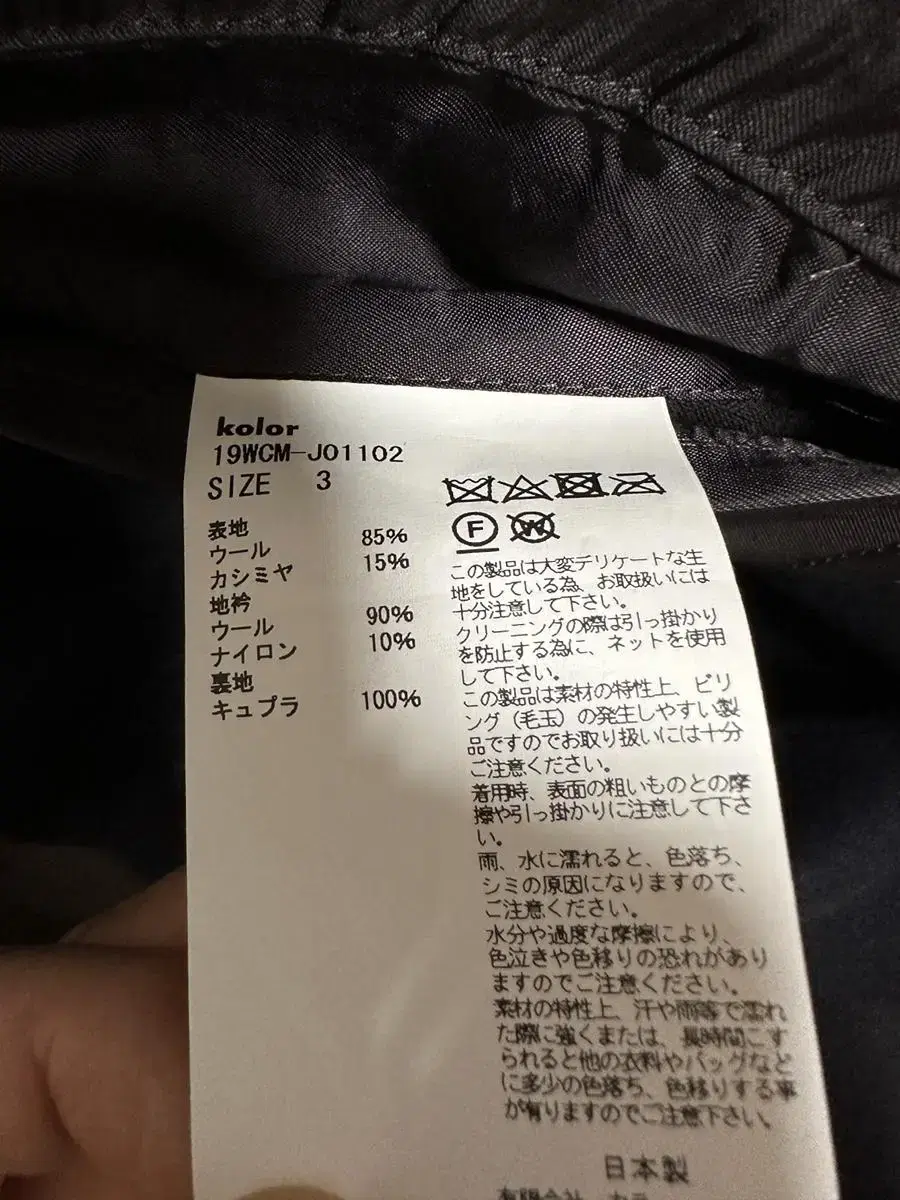 kolor
19WCM-J01102
SIZE 3
表地
ウール 85%
カシミヤ 15%
地衿
ウール 90%
ナイロン 10%
裏地
キュプラ 100%
F
W
この製品は大変デリケートな生
地をしている為、お取扱いには
十分注意して下さい。
クリーニングの際は引っ掛かり
を防止する為に、ネットを使用
して下さい。
この製品は素材の特性上、ピリ
ング(毛玉)の発生しやすい製
品ですのでお取り扱いには十分
ご注意ください。
着用時、表面の粗いものとの摩
擦や引っ掛かりに注意して下さ
い。
雨、水に濡れると、色落ち、
シミの原因になりますので、
ご注意ください。
水分や過度な摩擦により、
色泣きや色移りの恐れがあり
ますのでご注意ください。
素材の特性上、汗や雨等で濡れ
た際に強くまたは、長時間こす
られると他の衣料やバッグなど
に多少の色落ち、色移りする事
が有りますのでご注意下さい。
日本製
有限会社 カラー